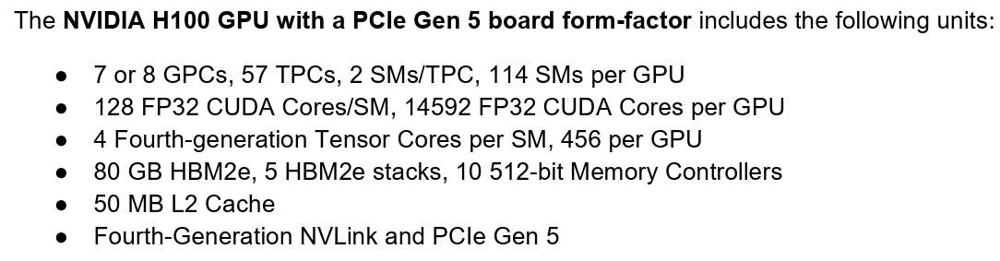 The NVIDIA H100 GPU with a PCIe Gen 5 board form-factor includes the following units:
● 7 or 8 GPCs, 57 TPCs, 2 SMs/TPC, 114 SMs per GPU
● 128 FP32 CUDA Cores/SM, 14592 FP32 CUDA Cores per GPU
● 4 Fourth-generation Tensor Cores per SM, 456 per GPU
● 80 GB HBM2e, 5 HBM2e stacks, 10 512-bit Memory Controllers
● 50 MB L2 Cache
● Fourth-Generation NVLink and PCIe Gen 5